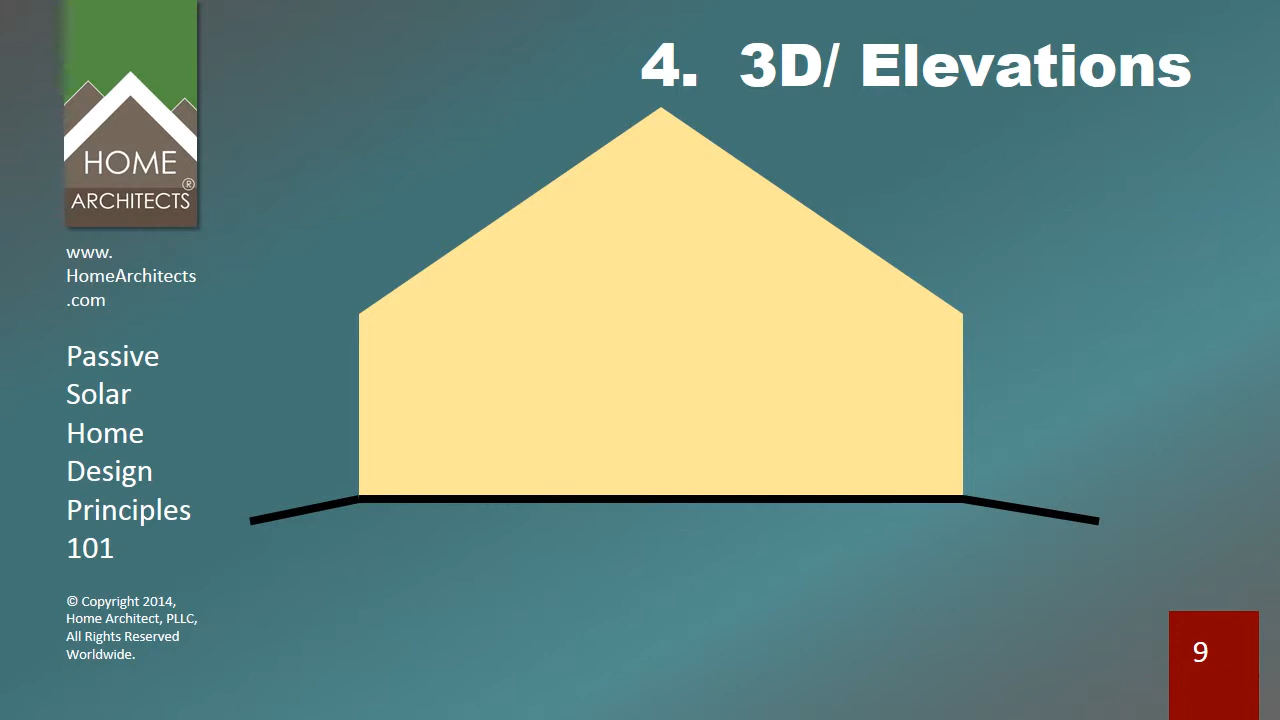 4. 3D/ Elevations
HOME
®
ARCHITECTS
www.
HomeArchitects
.com
Passive
Solar
Home
Design
Principles
101
© Copyright 2014,
Home Architect, PLLC,
All Rights Reserved
Worldwide.
9